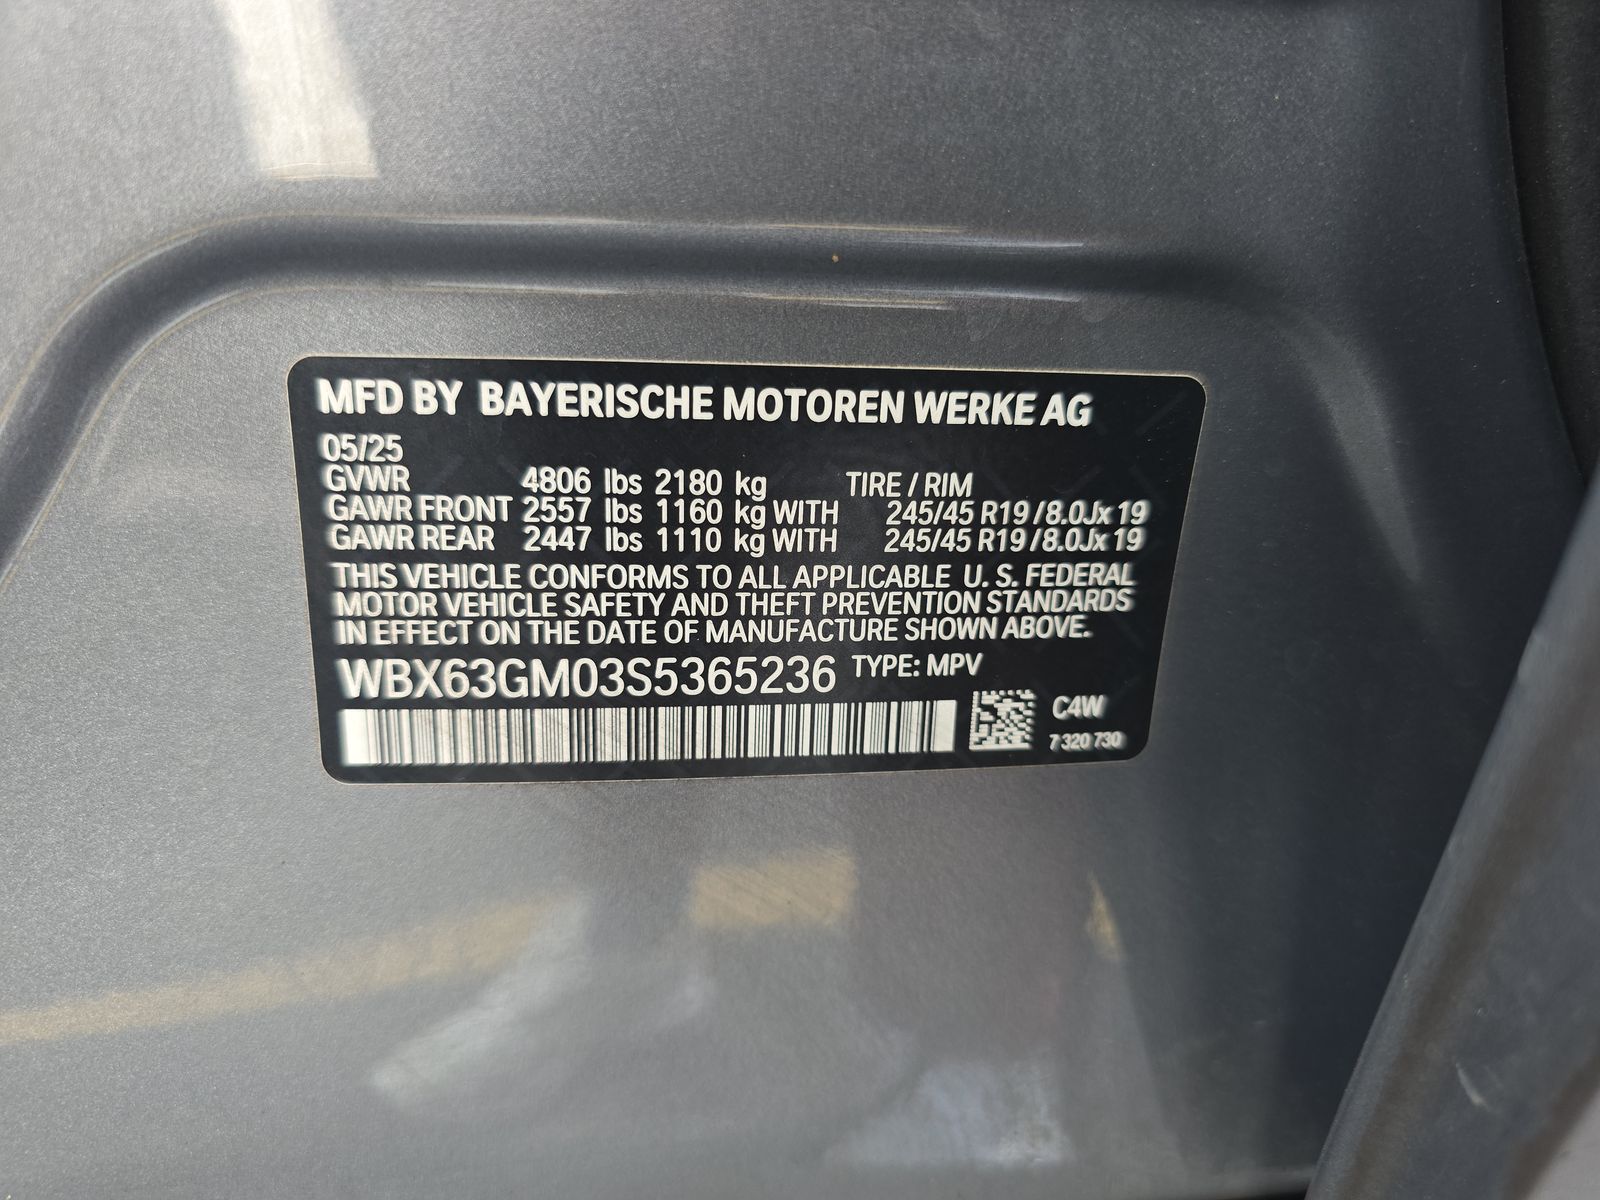 MFD BY BAYERISCHE MOTOREN WERKE AG
05/25
GVWR 4806 lbs 2180 kg TIRE / RIM
GAWR FRONT 2557 lbs 1160 kg WITH 245/45 R19 / 8.0Jx 19
GAWR REAR 2447 lbs 1110 kg WITH 245/45 R19 / 8.0Jx 19
THIS VEHICLE CONFORMS TO ALL APPLICABLE U. S. FEDERAL
MOTOR VEHICLE SAFETY AND THEFT PREVENTION STANDARDS
IN EFFECT ON THE DATE OF MANUFACTURE SHOWN ABOVE.
WBX63GM03S5365236 TYPE: MPV
C4W
7 320 730